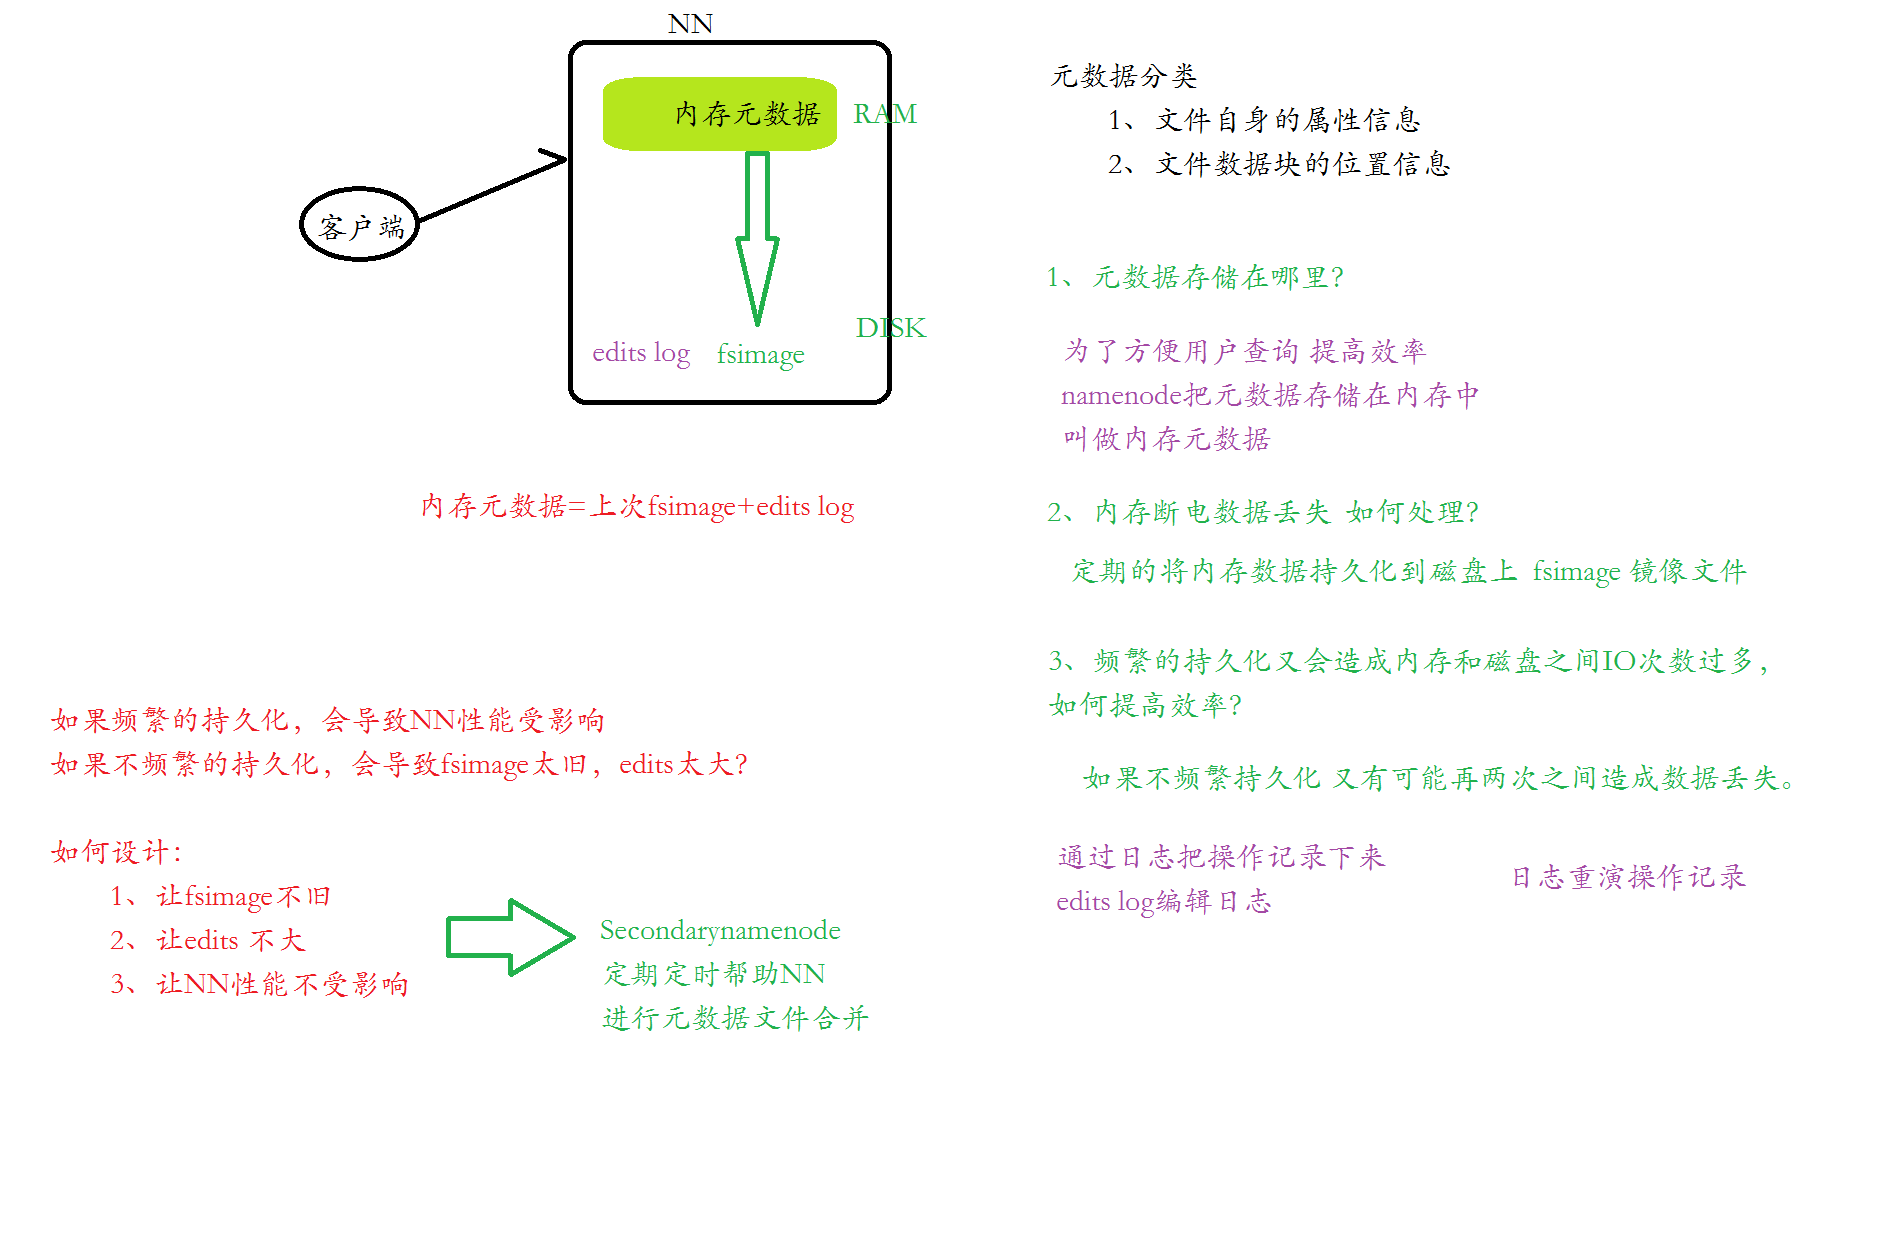 NN
内存元数据
RAM
客户端
DISK
edits log
fsimage
内存元数据=上次fsimage+edits log
如果频繁的持久化，会导致NN性能受影响
如果不频繁的持久化，会导致fsimage太旧，edits太大?
如何设计：
1、让fsimage不旧
2、让edits 不大
3、让NN性能不受影响
Secondarynamenode
定期定时帮助NN
进行元数据文件合并
元数据分类
1、文件自身的属性信息
2、文件数据块的位置信息
1、元数据存储在哪里?
为了方便用户查询 提高效率
namenode把元数据存储在内存中
叫做内存元数据
2、内存断电数据丢失 如何处理?
定期的将内存数据持久化到磁盘上 fsimage 镜像文件
3、频繁的持久化又会造成内存和磁盘之间IO次数过多，
如何提高效率?
如果不频繁持久化 又有可能再两次之间造成数据丢失。
通过日志把操作记录下来
edits log编辑日志
日志重演操作记录